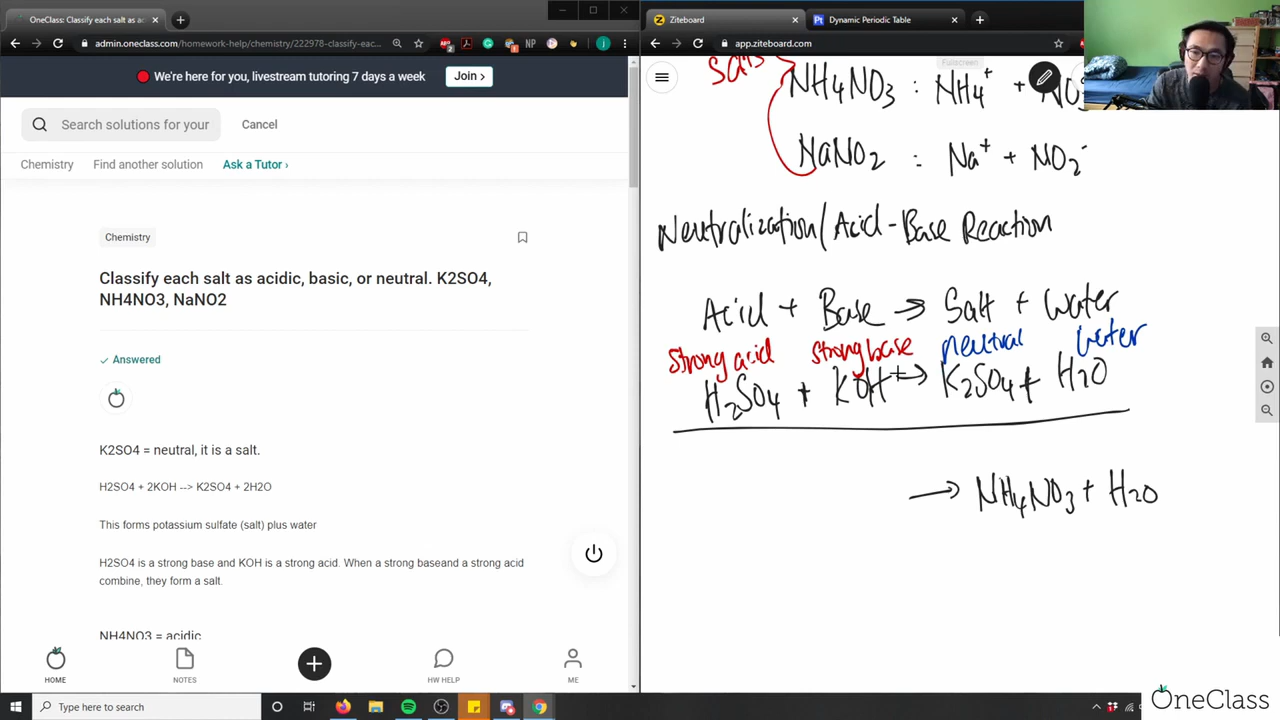 OneClass: Classify each salt as ac
Ziteboard
Dynamic Periodic Table
admin.oneclass.com/homework-help/chemistry/222978-classify-eac...
app.ziteboard.com
We're here for you, livestream tutoring 7 days a week
Join ›
Search solutions for your
Cancel
Chemistry
Find another solution
Ask a Tutor ›
Chemistry
Classify each salt as acidic, basic, or neutral. K2SO4,
NH4NO3, NaNO2
Answered
K2SO4 = neutral, it is a salt.
H2SO4 + 2KOH --> K2SO4 + 2H2O
This forms potassium sulfate (salt) plus water
H2SO4 is a strong base and KOH is a strong acid. When a strong baseand a strong acid
combine, they form a salt.
NH4NO3 = acidic
HOME
NOTES
HW HELP
ME
Type here to search
Fullscreen
Salts
NH4NO3 : NH4+ + NO3
NaNO2 : Na+ + NO2-
Neutralization/Acid-Base Reaction
Acid + Base → Salt + Water
strong acid strong base neutral water
H2SO4 + KOH → K2SO4 + H2O
→ NH4NO3 + H2O
OneClass